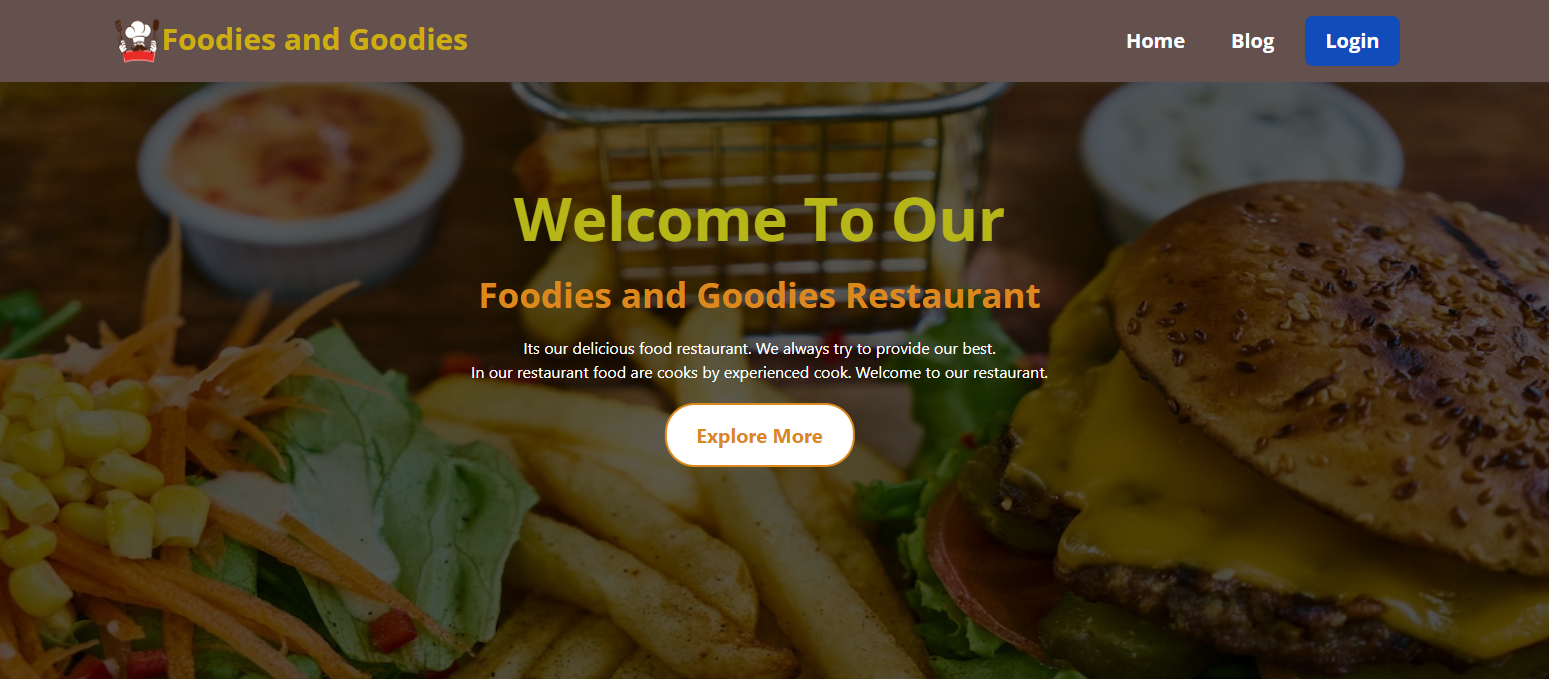 Foodies and Goodies
Home
Blog
Login
Welcome To Our
Foodies and Goodies Restaurant
Its our delicious food restaurant. We always try to provide our best.
In our restaurant food are cooks by experienced cook. Welcome to our restaurant.
Explore More